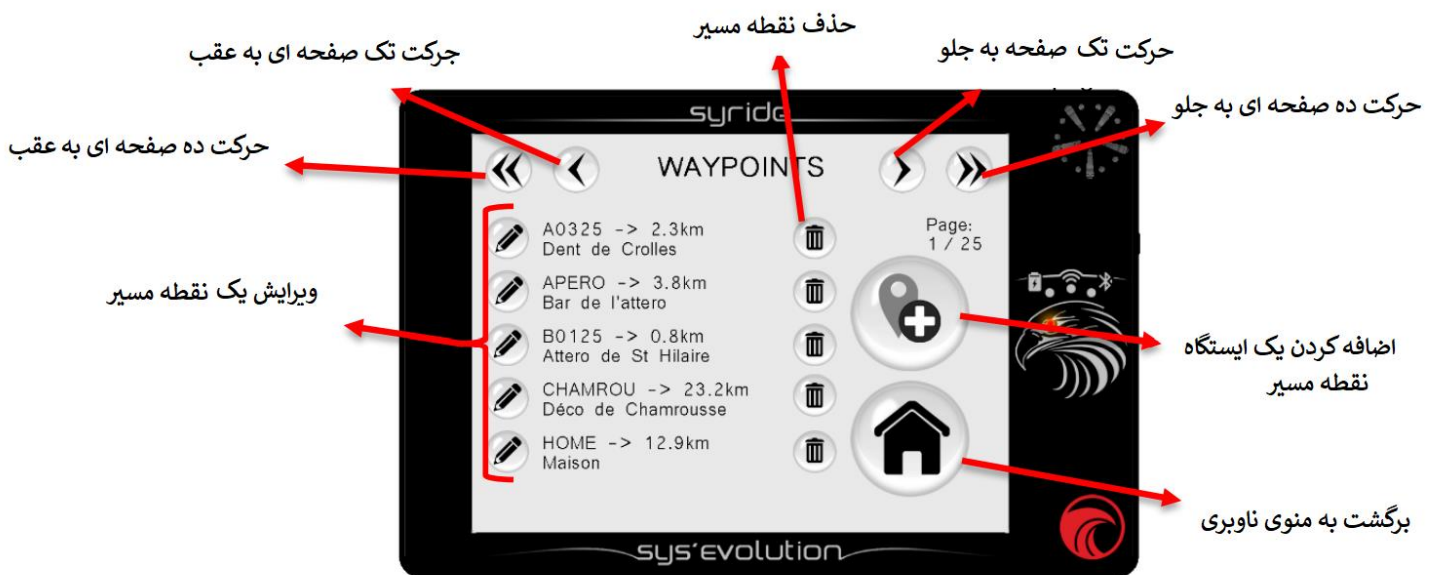 حذف نقطه مسیر
جرکت تک صفحه ای به عقب
حرکت تک صفحه به جلو
حرکت ده صفحه ای به جلو
حرکت ده صفحه ای به عقب
syride
WAYPOINTS
A0325 -> 2.3km
Dent de Crolles
Page:
1 / 25
APERO -> 3.8km
Bar de l'attero
ویرایش یک نقطه مسیر
B0125 -> 0.8km
Attero de St Hilaire
اضافه کردن یک ایستگاه
نقطه مسیر
CHAMROU -> 23.2km
Déco de Chamrousse
HOME -> 12.9km
Maison
برگشت به منوی ناوبری
sys'evolution